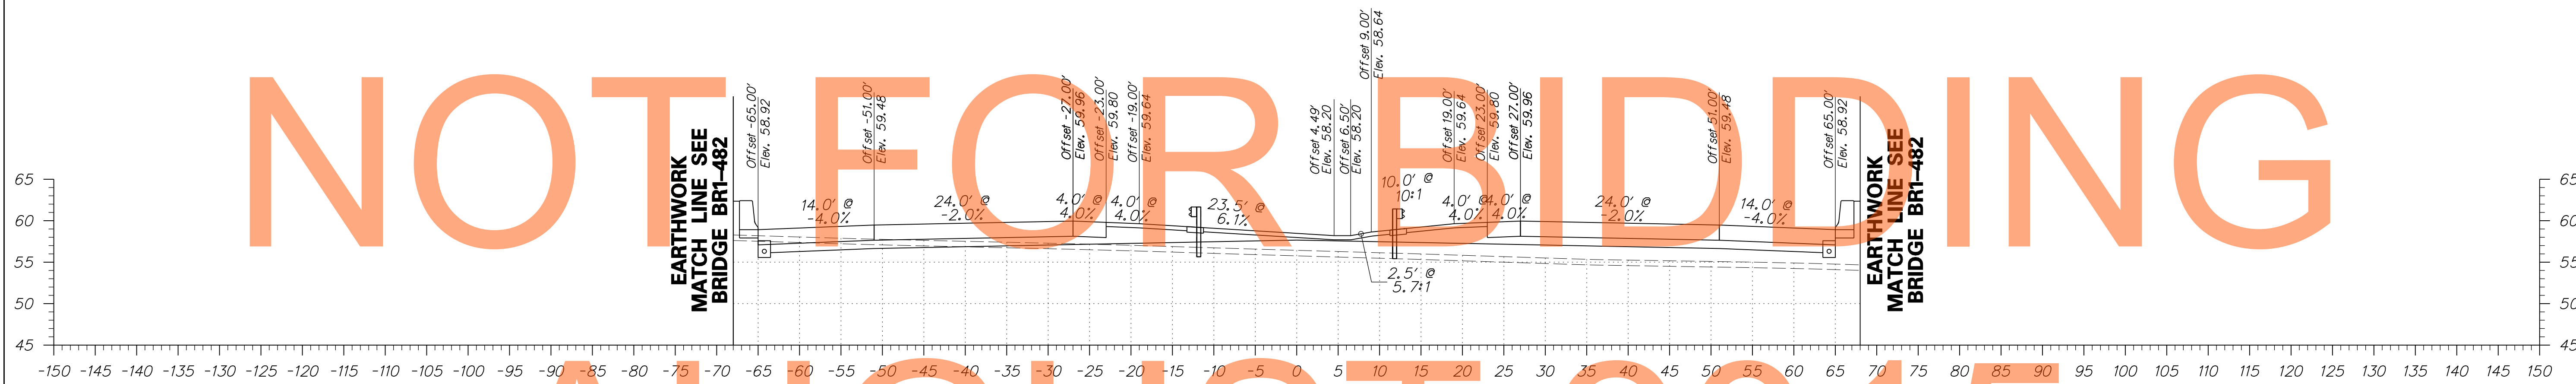 NOT FOR BIDDING
Offset 9.00'
Elev. 58.64
Offset -65.00'
Elev. 58.92
Offset -51.00'
Elev. 59.48
Offset -27.00'
Elev. 59.96
Offset -23.00'
Elev. 59.80
Offset -19.00'
Elev. 59.64
Offset 4.49'
Elev. 58.20
Offset 6.50'
Elev. 58.20
Offset 19.00'
Elev. 59.64
Offset 23.00'
Elev. 59.80
Offset 27.00'
Elev. 59.96
Offset 51.00'
Elev. 59.48
Offset 65.00'
Elev. 58.92
EARTHWORK
MATCH LINE SEE
BRIDGE BR1-482
14.0' @
-4.0%
24.0' @
-2.0%
4.0' @
4.0%
4.0' @
4.0%
23.5' @
6.1%
10.0' @
10:1
4.0' @
4.0%
4.0' @
4.0%
24.0' @
-2.0%
14.0' @
-4.0%
2.5' @
5.7:1
EARTHWORK
MATCH LINE SEE
BRIDGE BR1-482
65
60
55
50
45
65
60
55
50
45
-150 -145 -140 -135 -130 -125 -120 -115 -110 -105 -100 -95 -90 -85 -80 -75 -70 -65 -60 -55 -50 -45 -40 -35 -30 -25 -20 -15 -10 -5 0 5 10 15 20 25 30 35 40 45 50 55 60 65 70 75 80 85 90 95 100 105 110 115 120 125 130 135 140 145 150